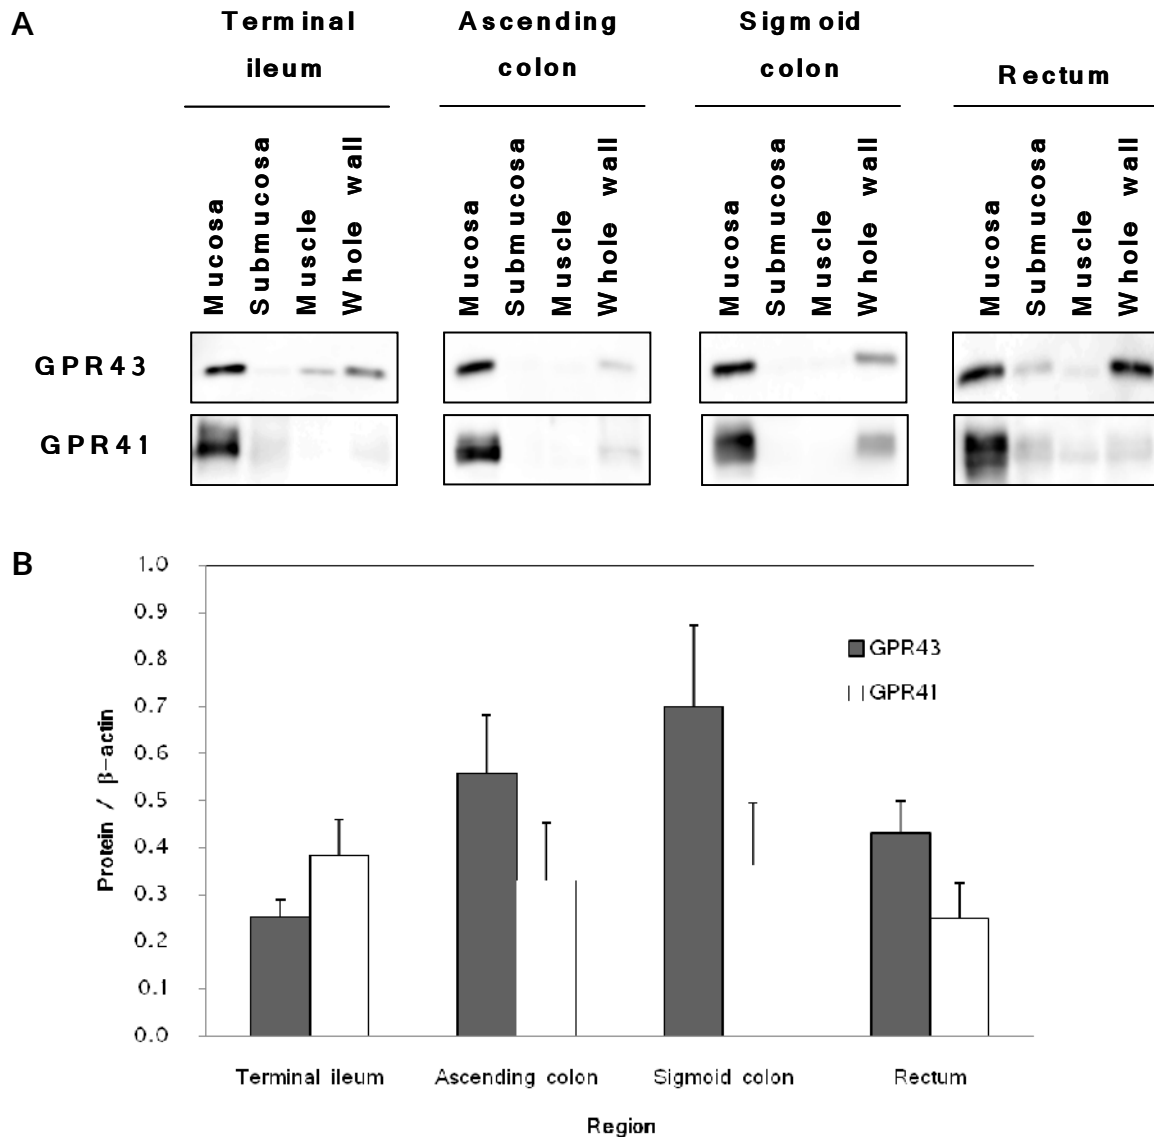 A
Terminal
ileum
Ascending
colon
Sigmoid
colon
Rectum
Mucosa
Submucosa
Muscle
Whole wall
Mucosa
Submucosa
Muscle
Whole wall
Mucosa
Submucosa
Muscle
Whole wall
Mucosa
Submucosa
Muscle
Whole wall
GPR43
GPR41
B
Protein / β-actin
1.0
0.9
0.8
0.7
0.6
0.5
0.4
0.3
0.2
0.1
0.0
GPR43
GPR41
Terminal ileum Ascending colon Sigmoid colon Rectum
Region